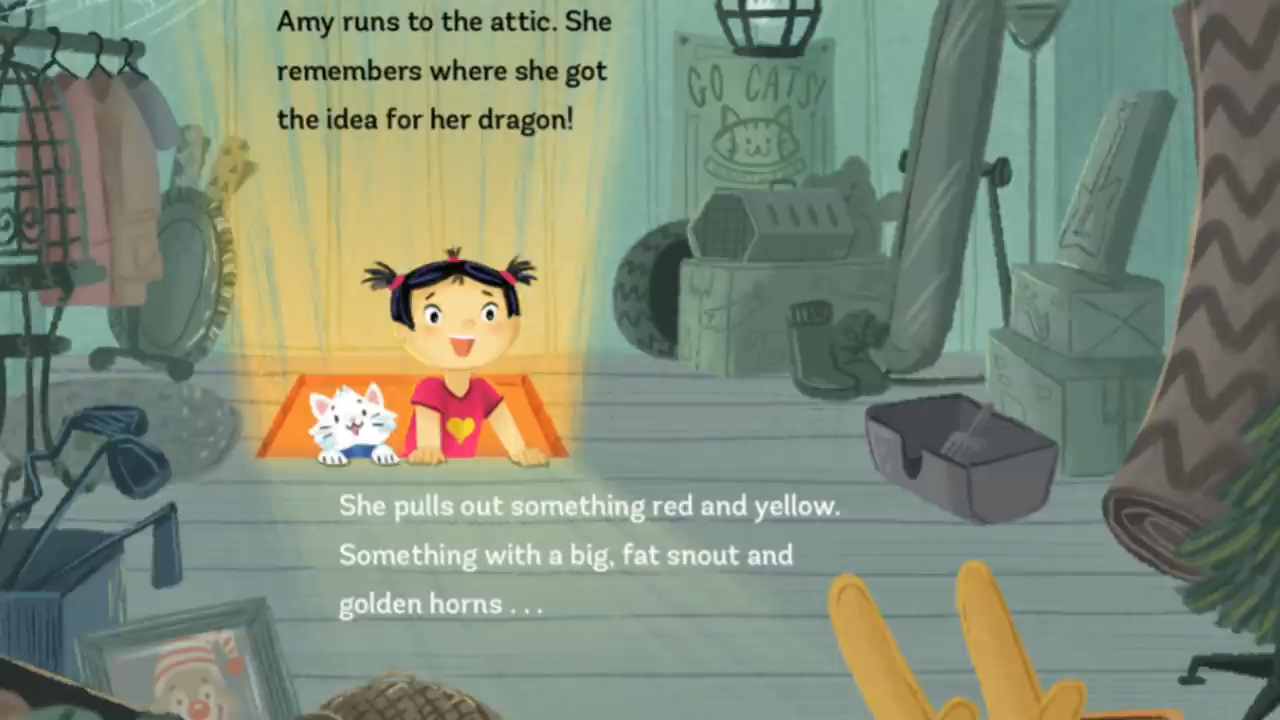 Amy runs to the attic. She
remembers where she got
the idea for her dragon!
GO CATS!
She pulls out something red and yellow.
Something with a big, fat snout and
golden horns . . .